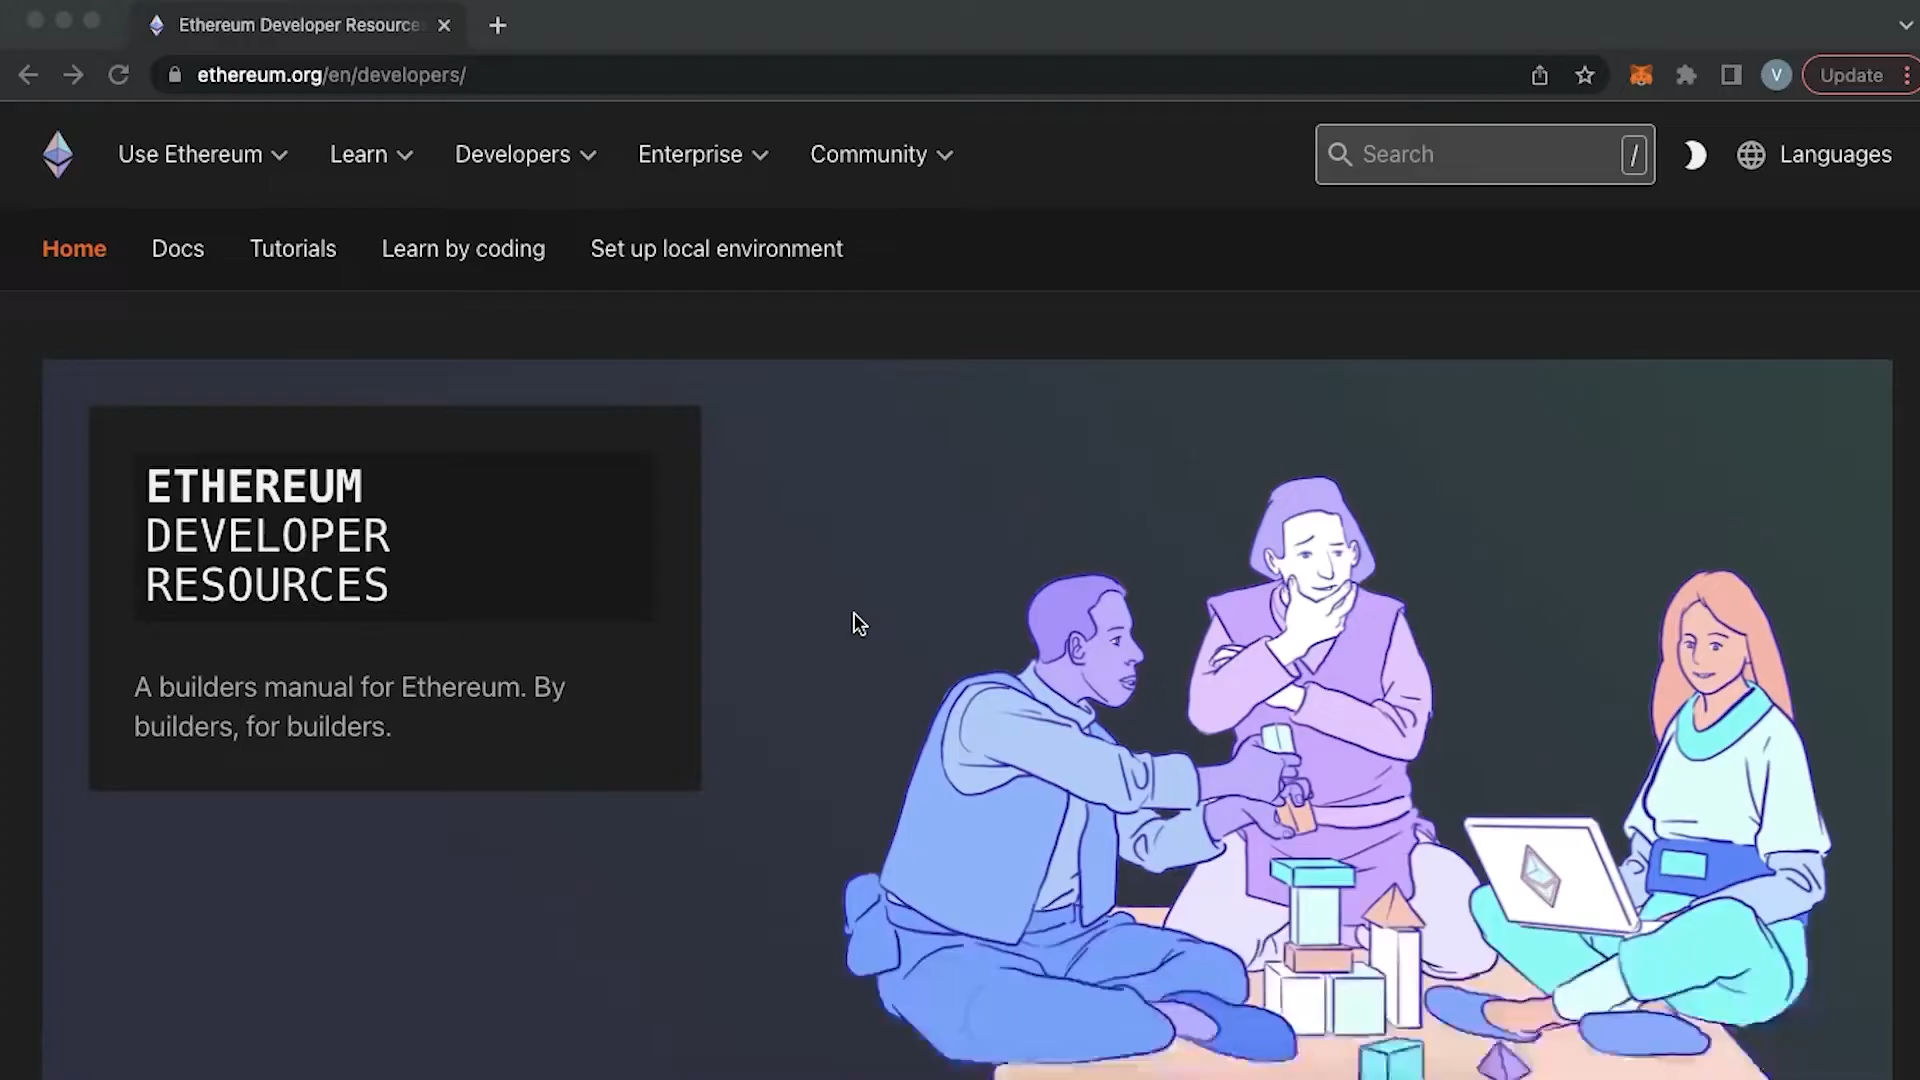 Ethereum Developer Resource
ethereum.org/en/developers/
V
Update
Use Ethereum
Learn
Developers
Enterprise
Community
Search
/
Languages
Home
Docs
Tutorials
Learn by coding
Set up local environment
ETHEREUM
DEVELOPER
RESOURCES
A builders manual for Ethereum. By
builders, for builders.